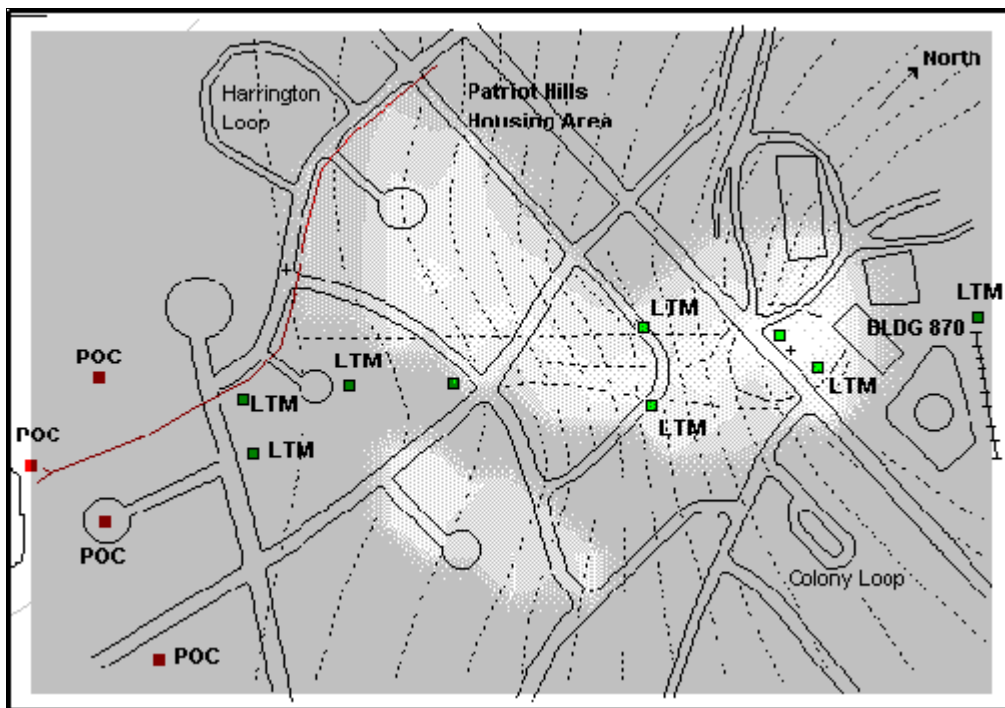 North
Harrington
Loop
Patriot Hills
Housing Area
LTM
LTM
BLDG 870
POC
LTM
LTM
LTM
LTM
POC
LTM
POC
Colony Loop
POC